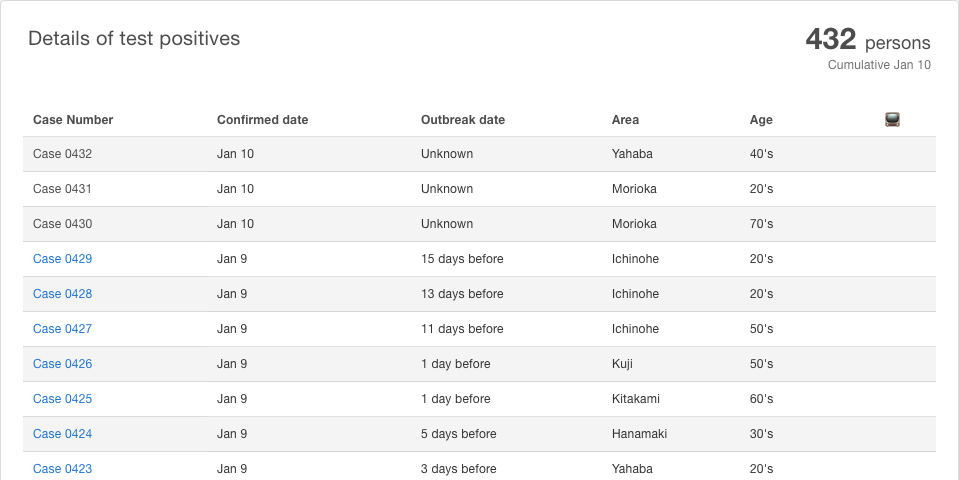 Details of test positives
432 persons
Cumulative Jan 10
Case Number Confirmed date Outbreak date Area Age
Case 0432 Jan 10 Unknown Yahaba 40's
Case 0431 Jan 10 Unknown Morioka 20's
Case 0430 Jan 10 Unknown Morioka 70's
Case 0429 Jan 9 15 days before Ichinohe 20's
Case 0428 Jan 9 13 days before Ichinohe 20's
Case 0427 Jan 9 11 days before Ichinohe 50's
Case 0426 Jan 9 1 day before Kuji 50's
Case 0425 Jan 9 1 day before Kitakami 60's
Case 0424 Jan 9 5 days before Hanamaki 30's
Case 0423 Jan 9 3 days before Yahaba 20's